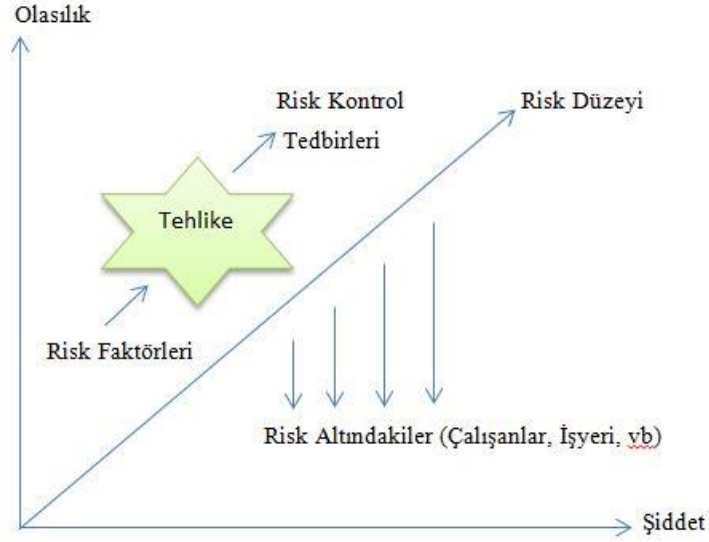 Olasılık
Risk Kontrol
Tedbirleri
Risk Düzeyi
Tehlike
Risk Faktörleri
Risk Altındakiler (Çalışanlar, İşyeri, vb)
Şiddet